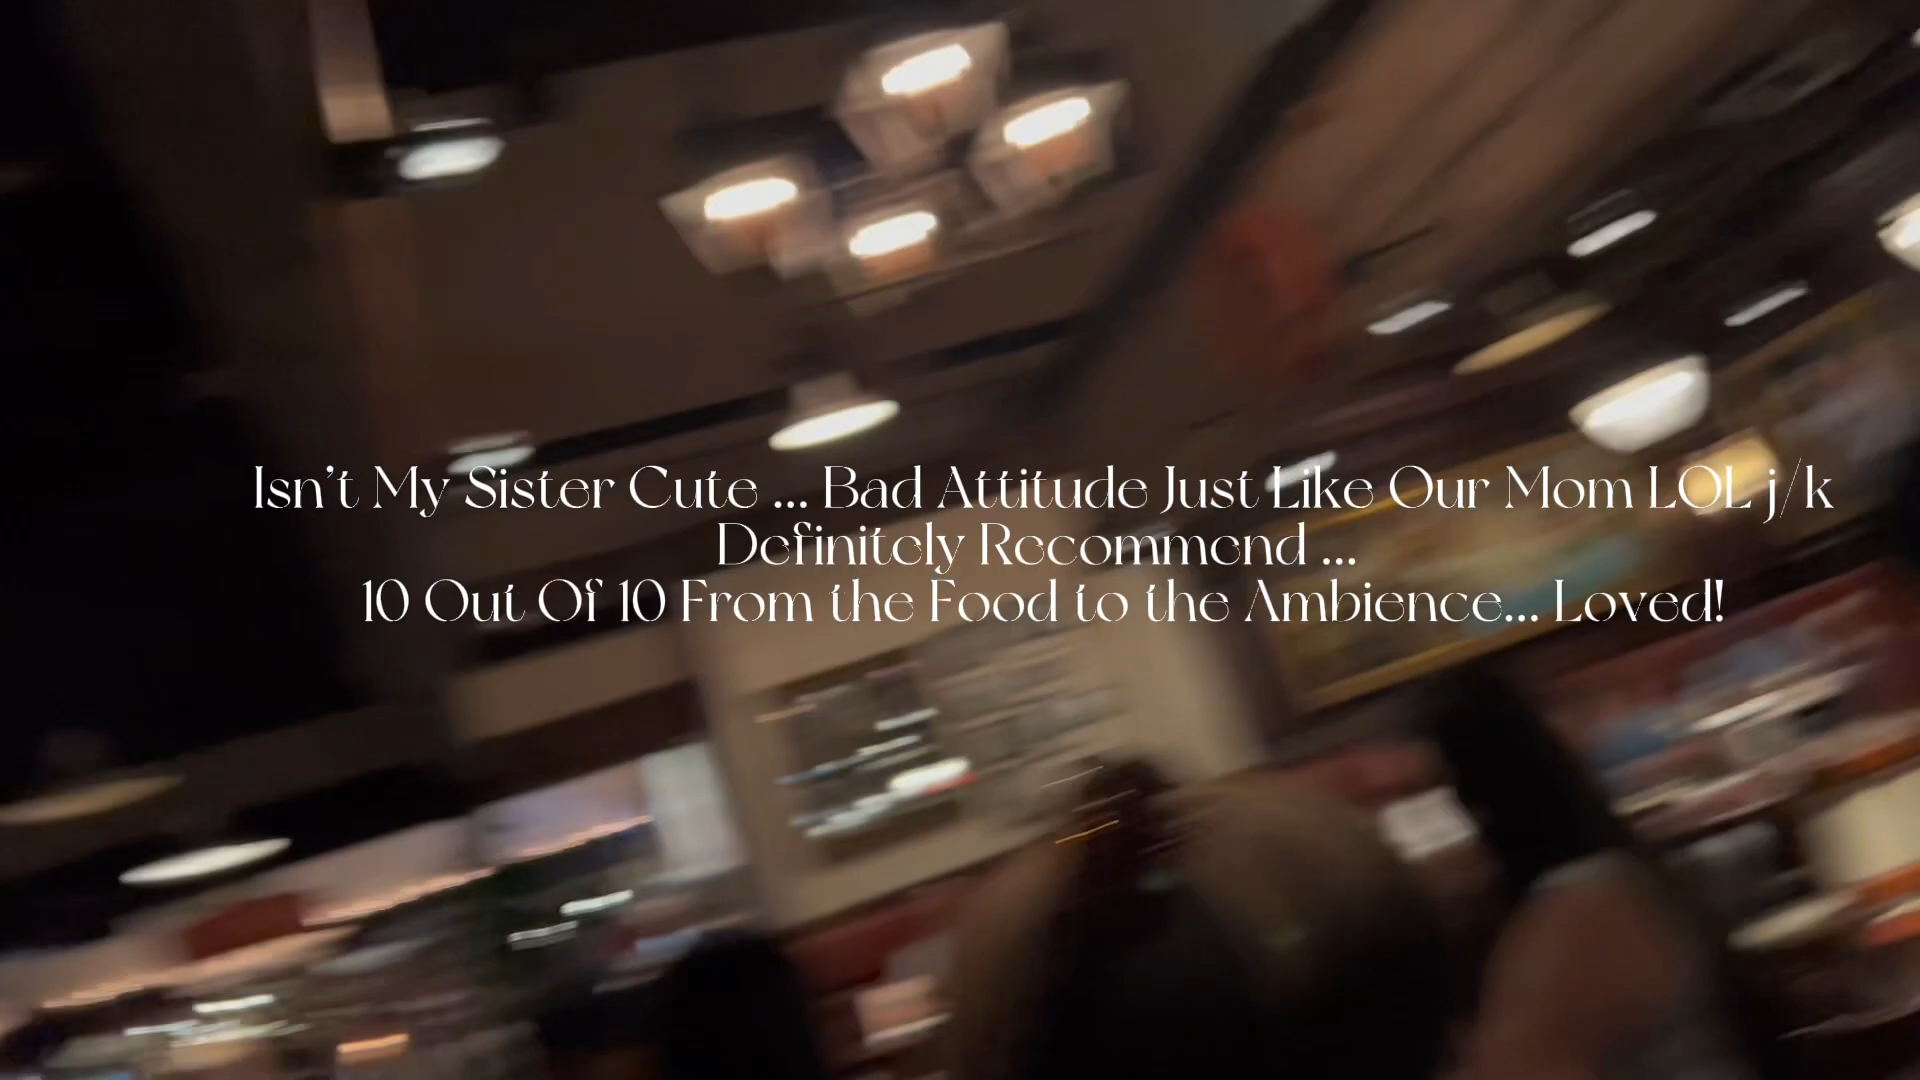 Isn't My Sister Cute ... Bad Attitude Just Like Our Mom LOL j/k
Definitely Recommend ...
10 Out Of 10 From the Food to the Ambience... Loved!